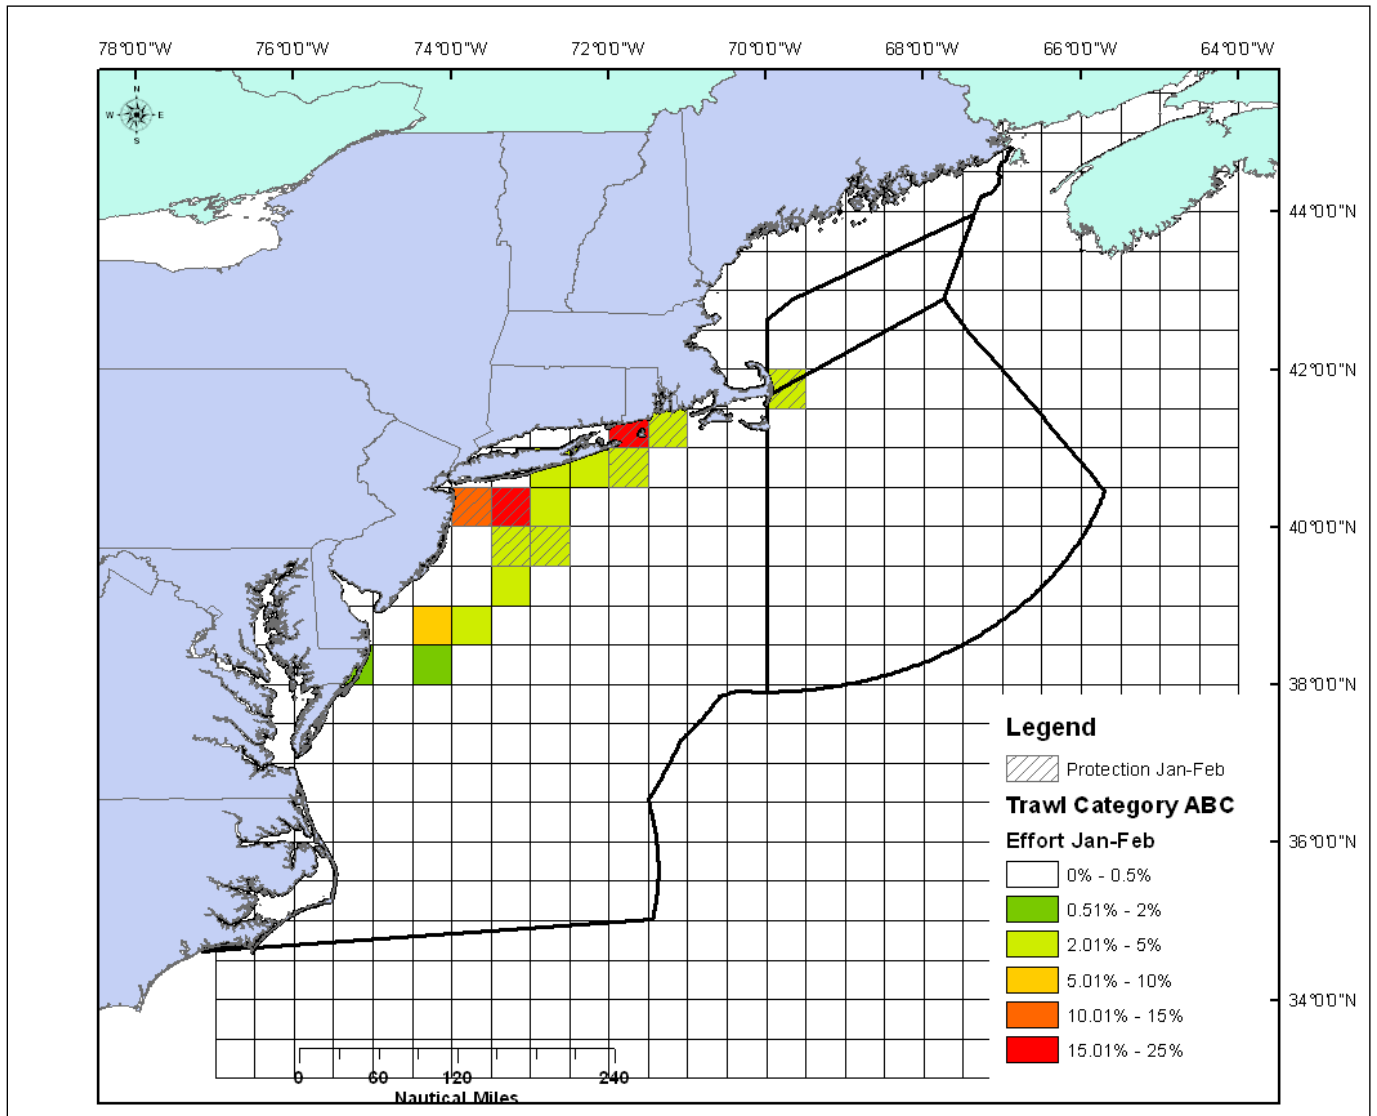 78°0'0"W 76°0'0"W 74°0'0"W 72°0'0"W 70°0'0"W 68°0'0"W 66°0'0"W 64°0'0"W
N
W E
S
44°0'0"N
42°0'0"N
40°0'0"N
38°0'0"N
36°0'0"N
34°0'0"N
Legend
Protection Jan-Feb
Trawl Category ABC
Effort Jan-Feb
0% - 0.5%
0.51% - 2%
2.01% - 5%
5.01% - 10%
10.01% - 15%
15.01% - 25%
0 60 120 240
Nautical Miles